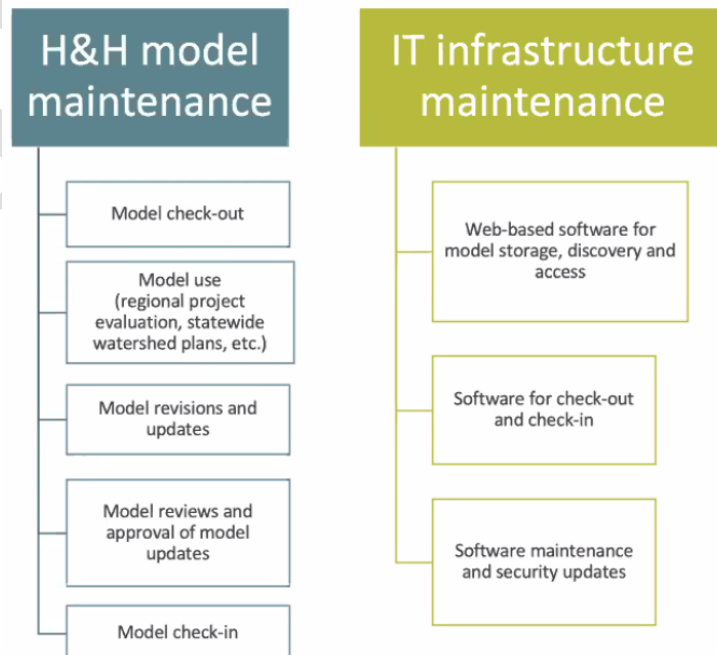 H&H model
maintenance
Model check-out
Model use
(regional project
evaluation, statewide
watershed plans, etc.)
Model revisions and
updates
Model reviews and
approval of model
updates
Model check-in
IT infrastructure
maintenance
Web-based software for
model storage, discovery and
access
Software for check-out
and check-in
Software maintenance
and security updates